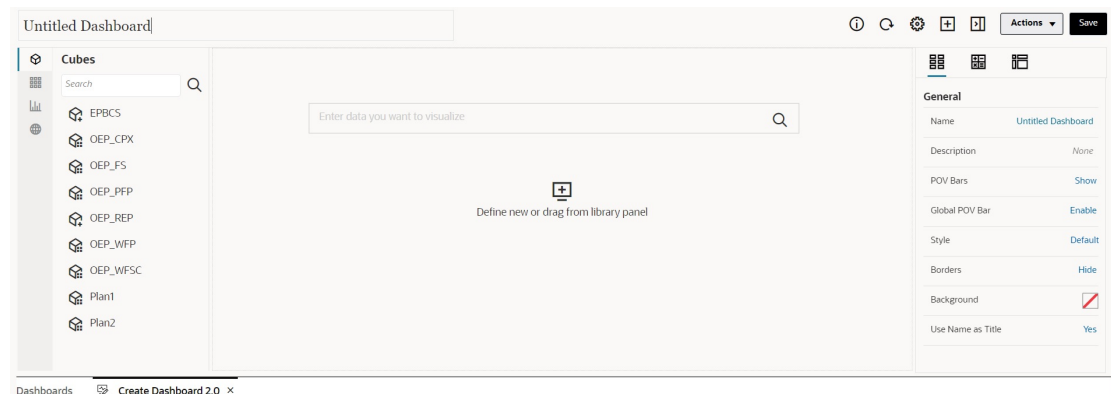 Untitled Dashboard
Actions
Save
Cubes
Search
EPBCS
OEP_CPX
OEP_FS
OEP_PFP
OEP_REP
OEP_WFP
OEP_WFSC
Plan1
Plan2
Enter data you want to visualize
Define new or drag from library panel
General
Name Untitled Dashboard
Description None
POV Bars Show
Global POV Bar Enable
Style Default
Borders Hide
Background
Use Name as Title Yes
Dashboards Create Dashboard 2.0 ×